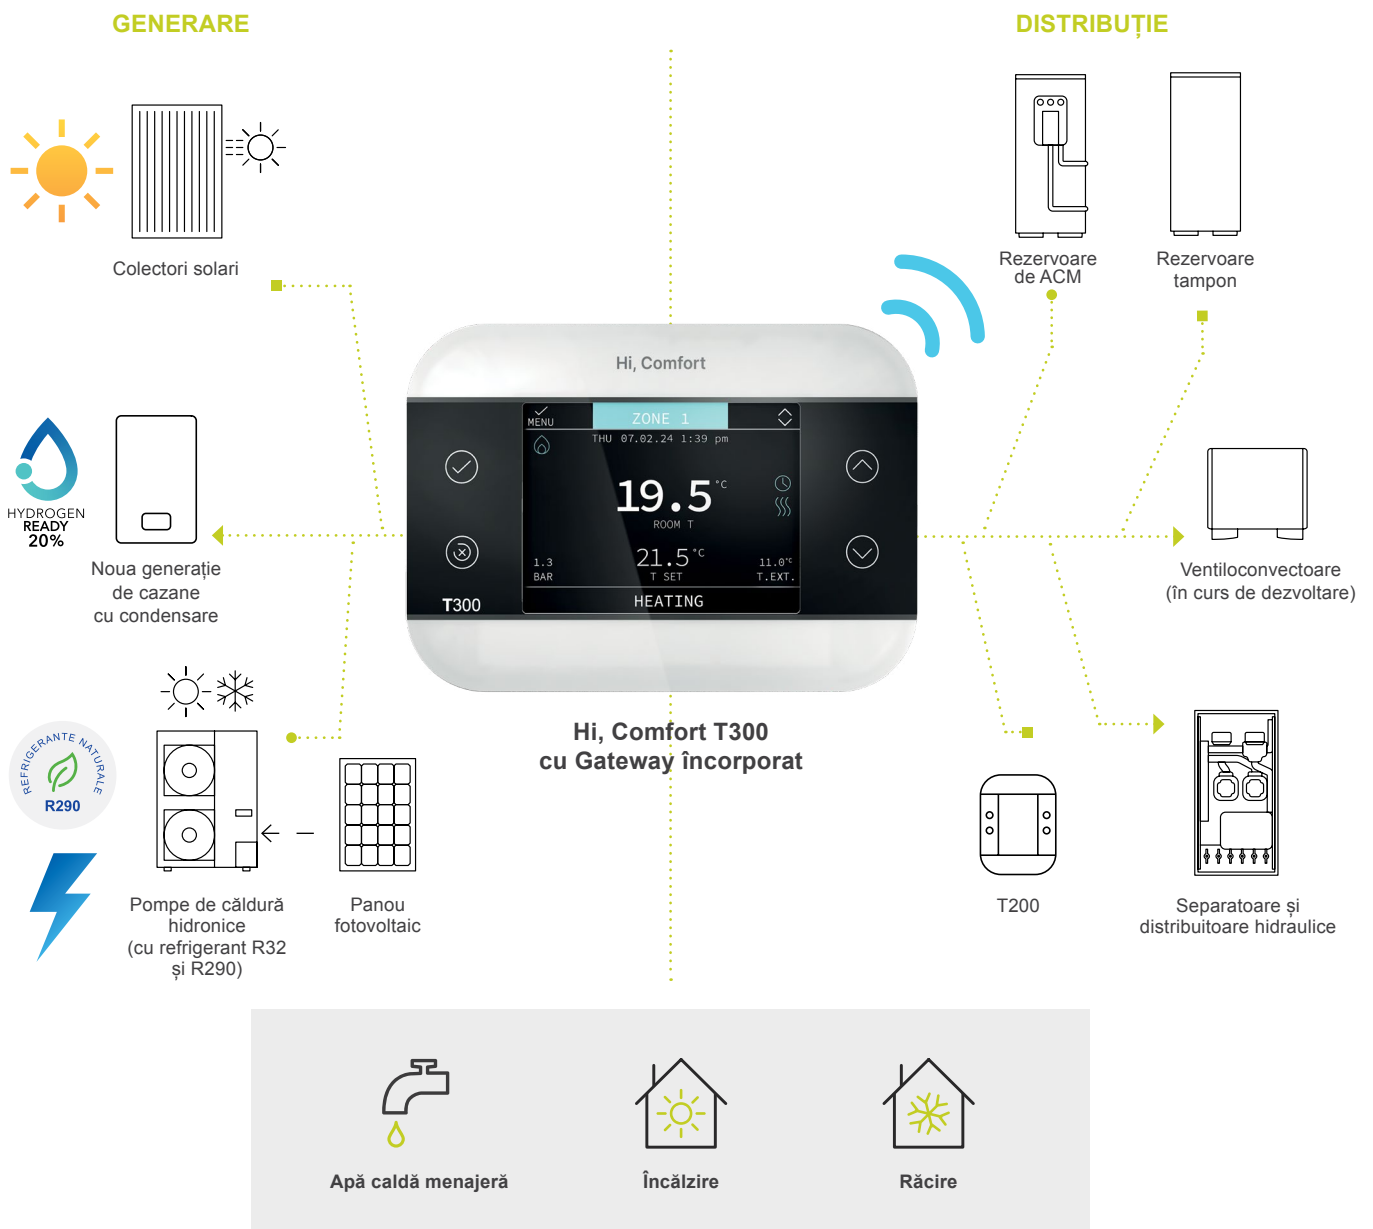 GENERARE
DISTRIBUȚIE
Colectori solari
Rezervoare
de ACM
Rezervoare
tampon
Hi, Comfort
MENU
ZONE 1
THU 07.02.24 1:39 pm
19.5 °C
ROOM T
21.5 °C
T SET
1.3
BAR
11.0°C
T.EXT.
HEATING
T300
HYDROGEN
READY
20%
Noua generație
de cazane
cu condensare
Ventiloconvectoare
(în curs de dezvoltare)
Hi, Comfort T300
cu Gateway încorporat
REFRIGERANTE NATURALE
R290
Pompe de căldură
hidronice
(cu refrigerant R32
și R290)
Panou
fotovoltaic
T200
Separatoare și
distribuitoare hidraulice
Apă caldă menajeră
Încălzire
Răcire